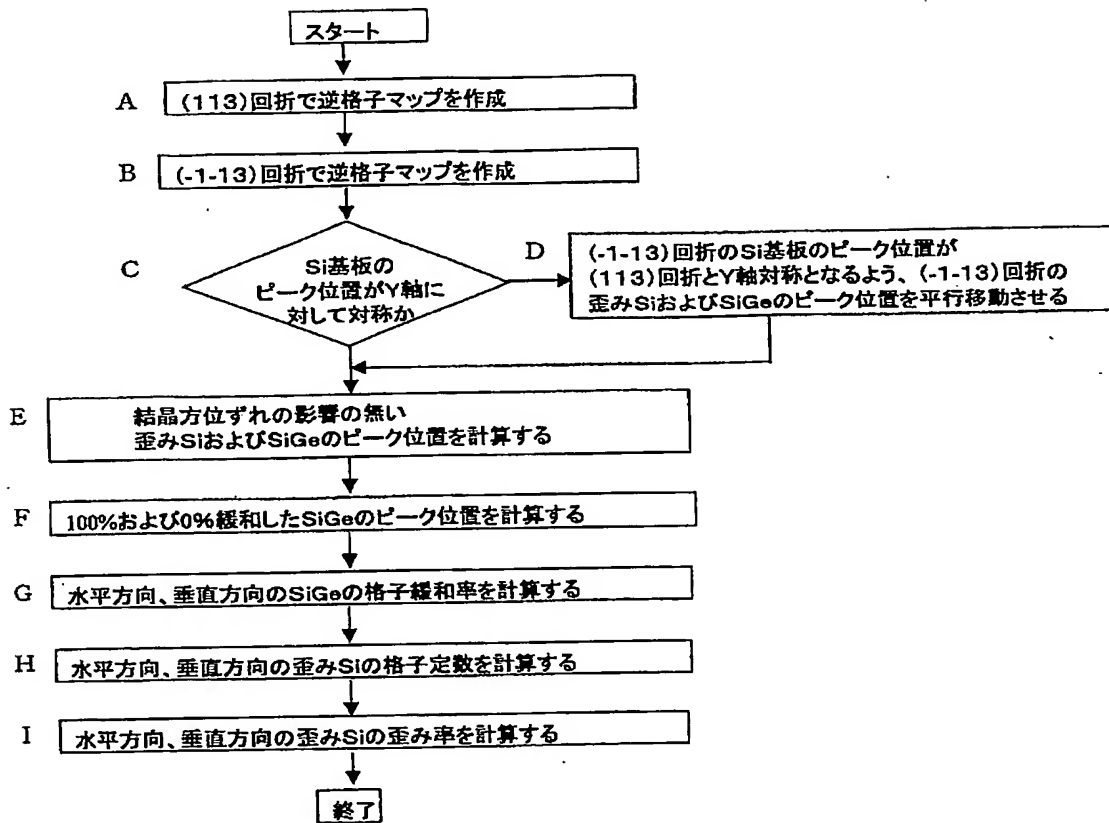 スタート
A
(113)回折で逆格子マップを作成
B
(-1-13)回折で逆格子マップを作成
C
Si基板の
ピーク位置がY軸に
対して対称か
D
(-1-13)回折のSi基板のピーク位置が
(113)回折とY軸対称となるよう、(-1-13)回折の
歪みSiおよびSiGeのピーク位置を平行移動させる
E
結晶方位ずれの影響の無い
歪みSiおよびSiGeのピーク位置を計算する
F
100%および0%緩和したSiGeのピーク位置を計算する
G
水平方向、垂直方向のSiGeの格子緩和率を計算する
H
水平方向、垂直方向の歪みSiの格子定数を計算する
I
水平方向、垂直方向の歪みSiの歪み率を計算する
終了